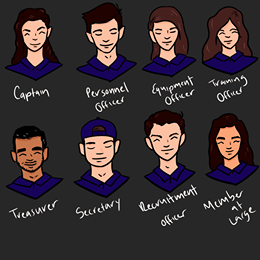 Captain
Personnel
Officer
Equipment
Officer
Training
Officer
Treasurer
Secretary
Recruitment
officer
Member
at
Large